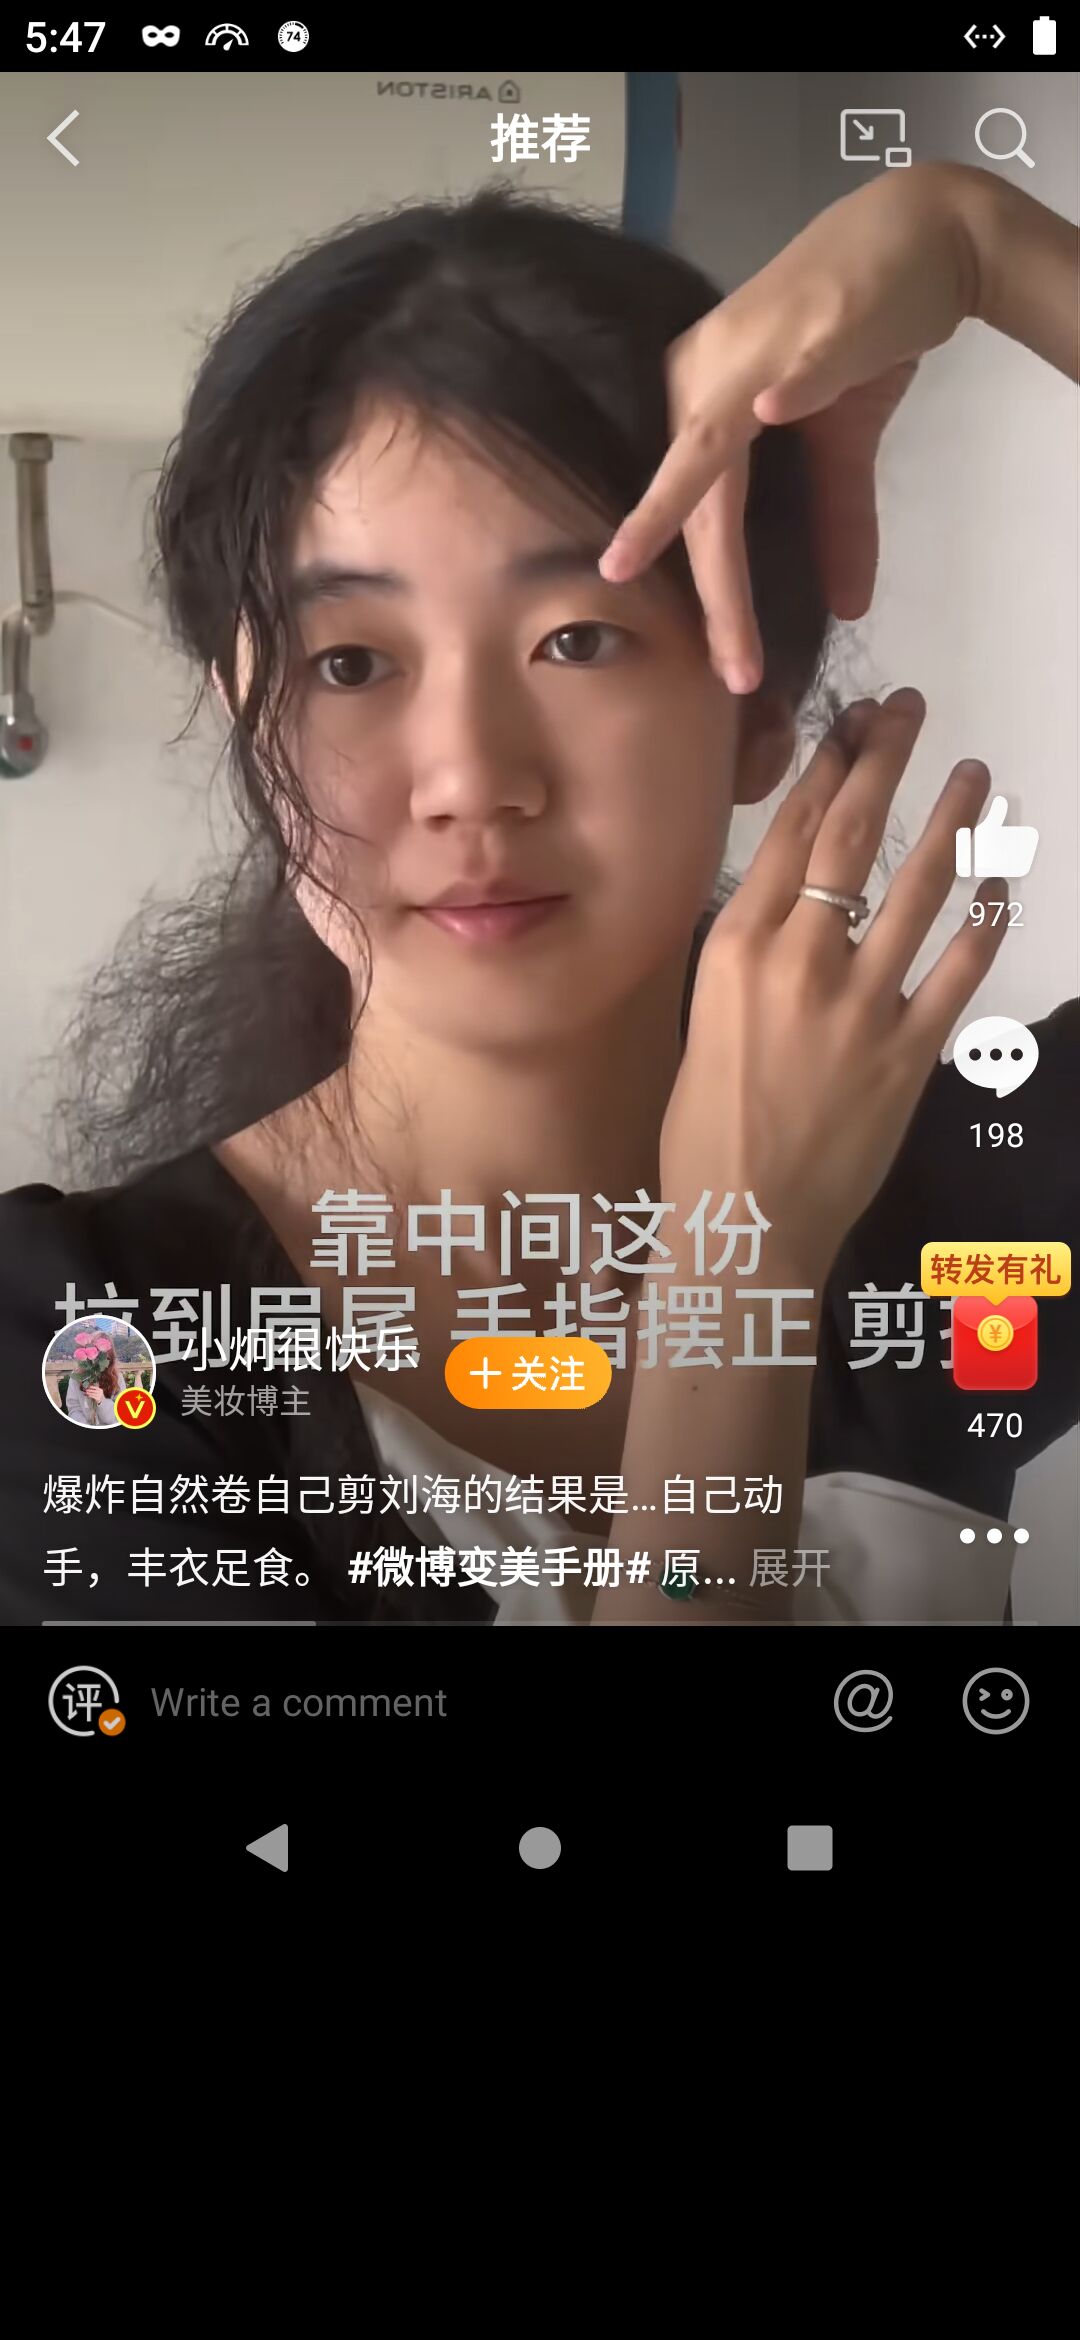 5:47
74
ARISTON
推荐
972
198
靠中间这份
拉到眉尾 手指摆正 剪
转发有礼
小炯很快乐
美妆博主
+关注
470
爆炸自然卷自己剪刘海的结果是...自己动
手，丰衣足食。 #微博变美手册# 原... 展开
评
Write a comment